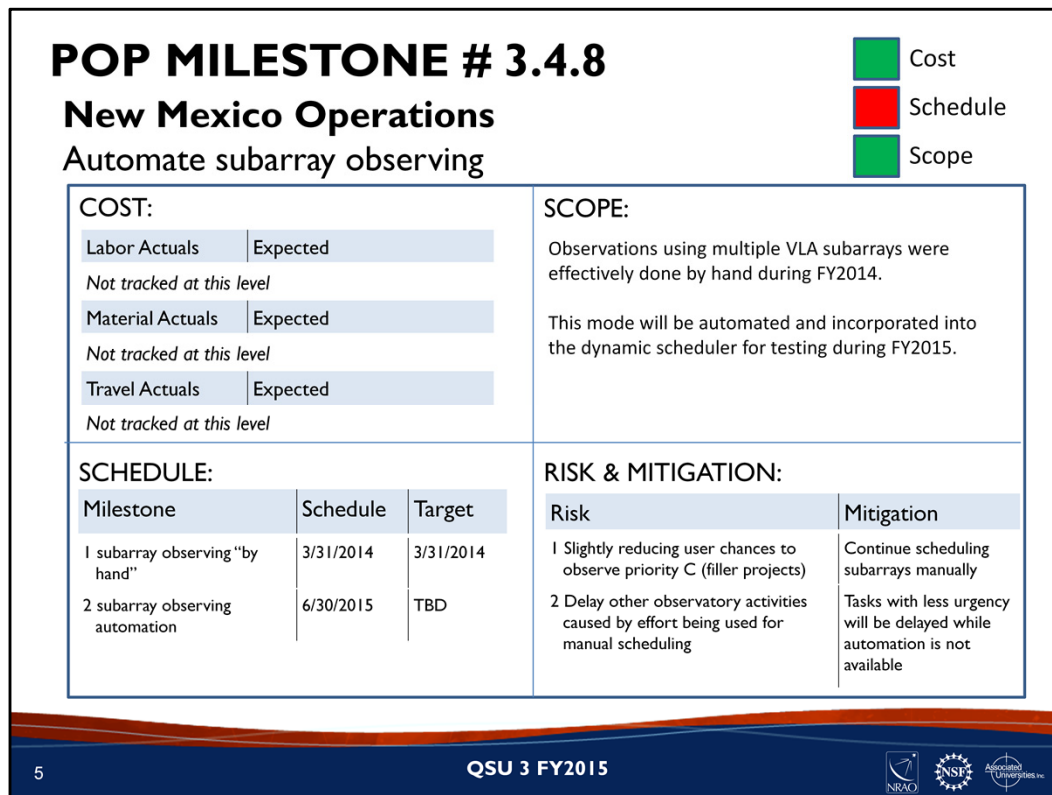 POP MILESTONE # 3.4.8
New Mexico Operations
Automate subarray observing
Cost
Schedule
Scope
COST:
Labor Actuals Expected
Not tracked at this level
Material Actuals Expected
Not tracked at this level
Travel Actuals Expected
Not tracked at this level
SCOPE:
Observations using multiple VLA subarrays were
effectively done by hand during FY2014.
This mode will be automated and incorporated into
the dynamic scheduler for testing during FY2015.
SCHEDULE:
Milestone Schedule Target
1 subarray observing “by 3/31/2014 3/31/2014
hand”
2 subarray observing 6/30/2015 TBD
automation
RISK & MITIGATION:
Risk Mitigation
1 Slightly reducing user chances to Continue scheduling
observe priority C (filler projects) subarrays manually
2 Delay other observatory activities Tasks with less urgency
caused by effort being used for will be delayed while
manual scheduling automation is not
available
5
QSU 3 FY2015
NRAO
NSF
Associated
Universities, Inc.